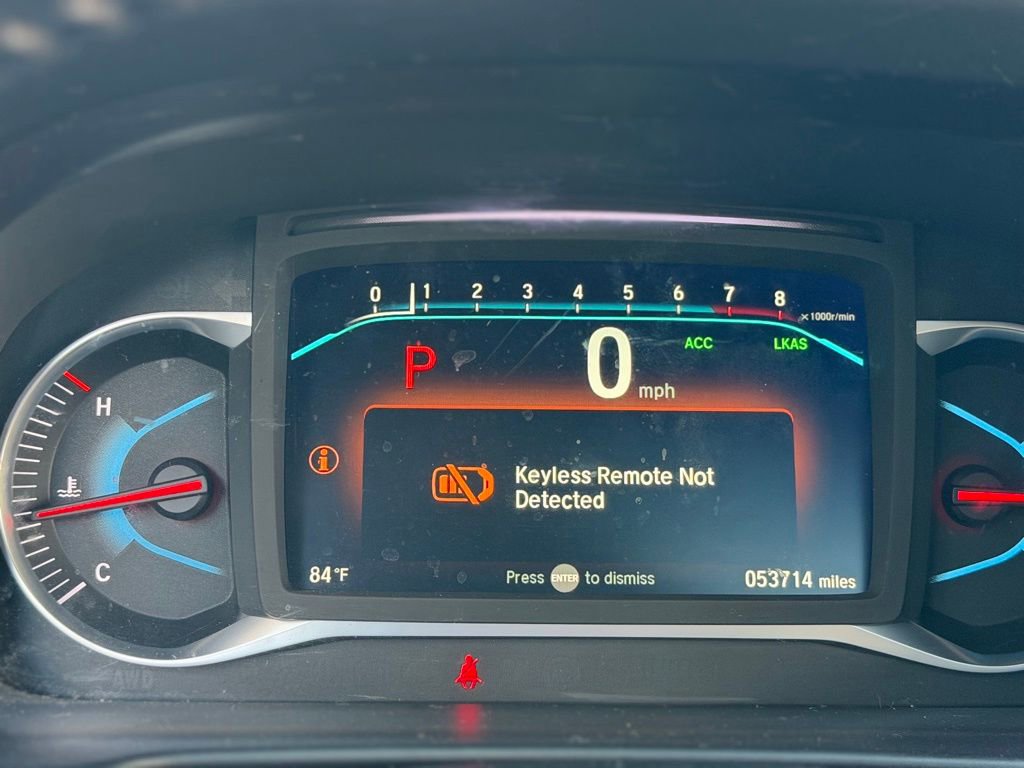 0 1 2 3 4 5 6 7 8 ×1000r/min
P 0 mph ACC LKAS
H
Keyless Remote Not
Detected
i
C
84°F Press ENTER to dismiss 053714 miles
AWD